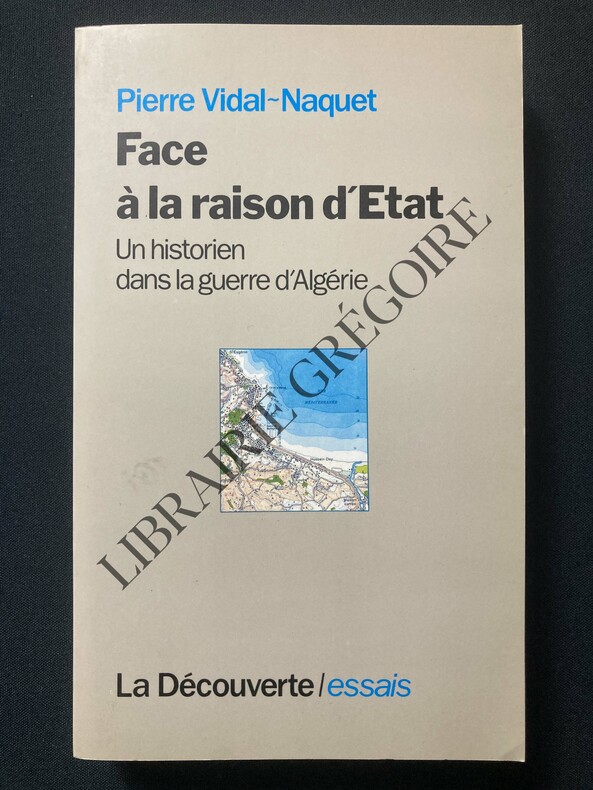 Pierre Vidal~Naquet
Face
à la raison d'Etat
Un historien
dans la guerre d'Algérie
LIBRAIRIE GRÉGOIRE
La Découverte/essais